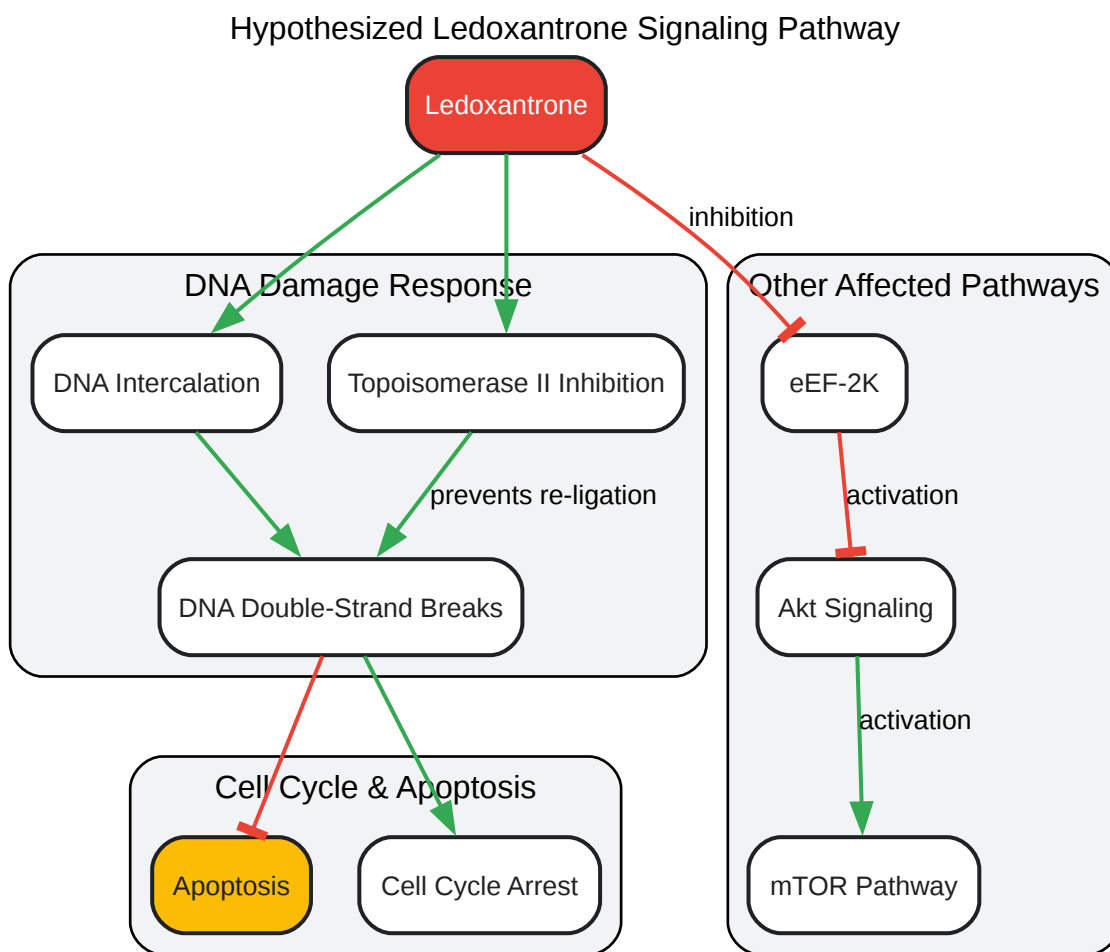 Hypothesized Ledoxantrone Signaling Pathway
Ledoxantrone
inhibition
DNA Damage Response
Other Affected Pathways
DNA Intercalation
Topoisomerase II Inhibition
eEF-2K
prevents re-ligation
activation
DNA Double-Strand Breaks
Akt Signaling
activation
Cell Cycle & Apoptosis
Apoptosis
Cell Cycle Arrest
mTOR Pathway